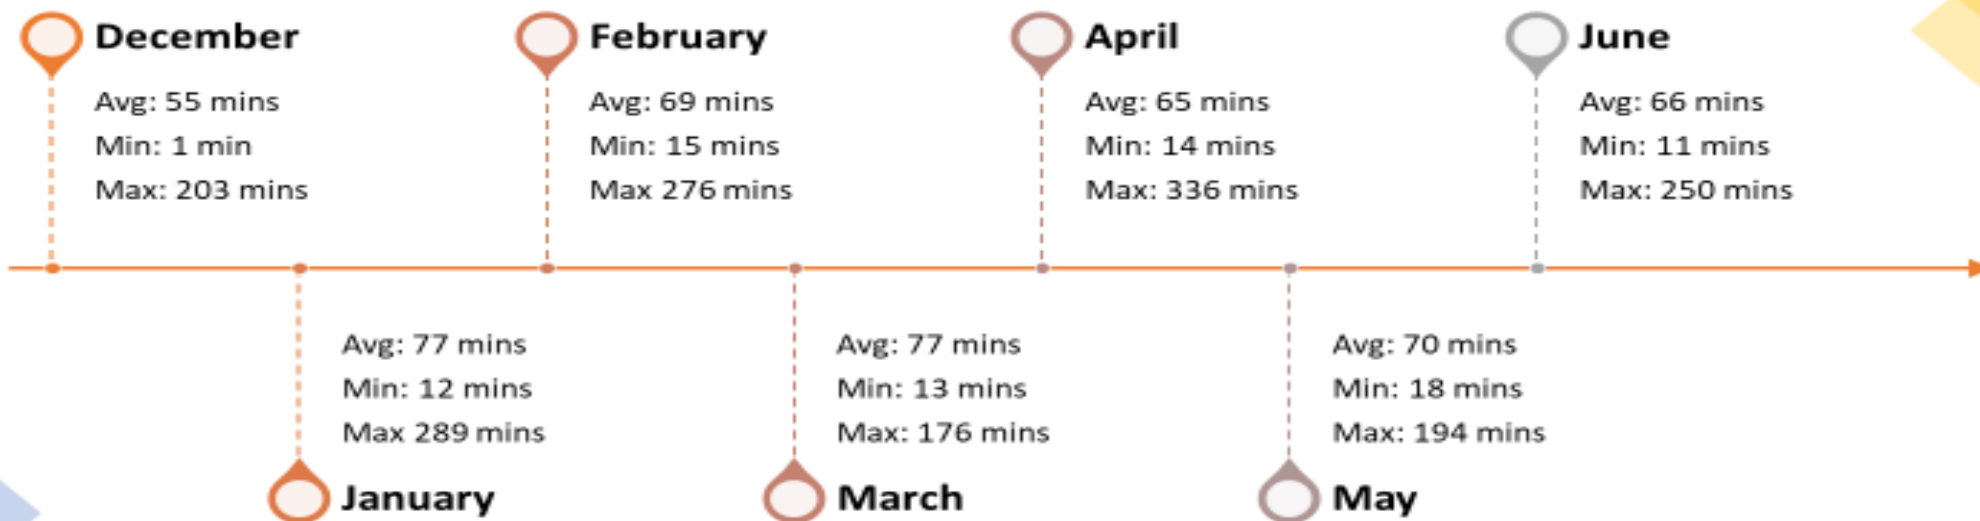 December
Avg: 55 mins
Min: 1 min
Max: 203 mins
February
Avg: 69 mins
Min: 15 mins
Max 276 mins
April
Avg: 65 mins
Min: 14 mins
Max: 336 mins
June
Avg: 66 mins
Min: 11 mins
Max: 250 mins
Avg: 77 mins
Min: 12 mins
Max 289 mins
January
Avg: 77 mins
Min: 13 mins
Max: 176 mins
March
Avg: 70 mins
Min: 18 mins
Max: 194 mins
May